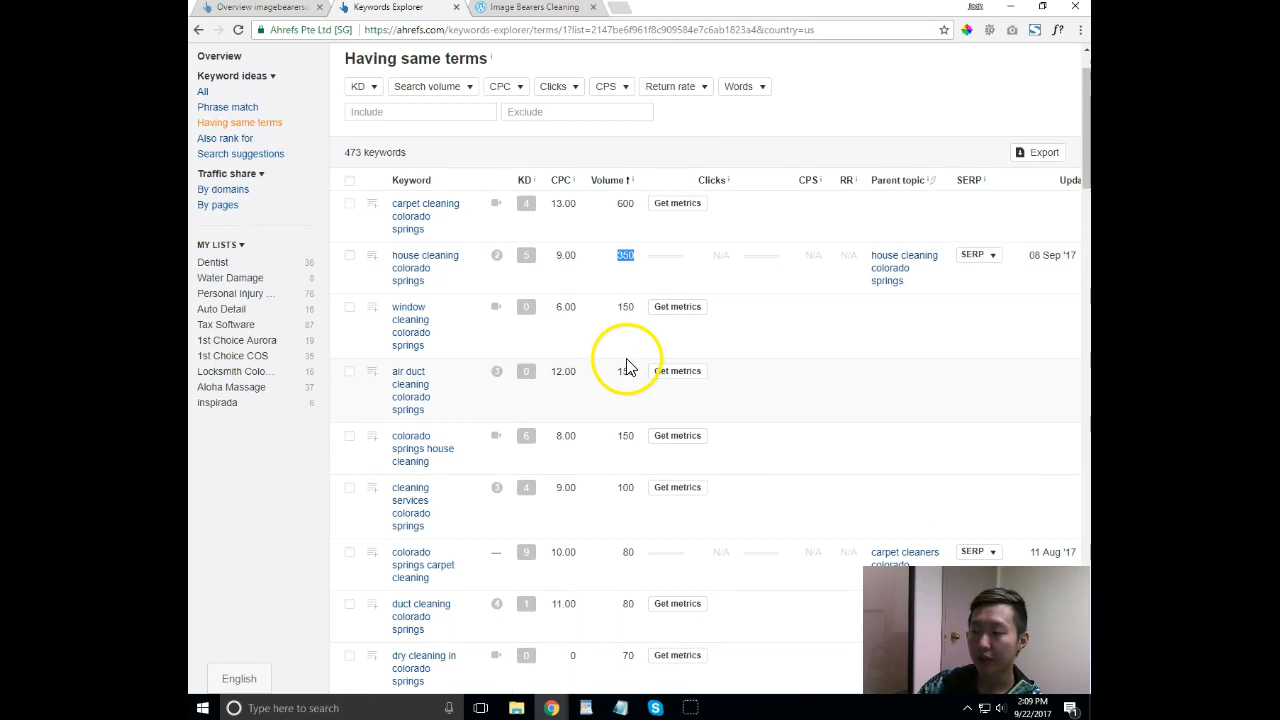 Overview imagebearers
Keywords Explorer
Image Bearers Cleaning
Ahrefs Pte Ltd [SG]
https://ahrefs.com/keywords-explorer/terms/1?list=2147be6f961f8c909584e7c6ab1823a4&country=us
Overview
Keyword ideas
All
Phrase match
Having same terms
Also rank for
Search suggestions
Traffic share
By domains
By pages
MY LISTS
Dentist 36
Water Damage 8
Personal Injury ... 76
Auto Detail 16
Tax Software 87
1st Choice Aurora 19
1st Choice COS 35
Locksmith Colo... 16
Aloha Massage 37
inspirada 6
English
Having same terms
KD Search volume CPC Clicks CPS Return rate Words
Include Exclude
473 keywords Export
Keyword KD CPC Volume Clicks CPS RR Parent topic SERP
carpet cleaning 4 13.00 600 Get metrics
colorado
springs
house cleaning 2 5 9.00 350 N/A N/A N/A house cleaning SERP 08 Sep '17
colorado colorado
springs springs
window 0 6.00 150 Get metrics
cleaning
colorado
springs
air duct 3 0 12.00 Get metrics
cleaning
colorado
springs
colorado 6 8.00 150 Get metrics
springs house
cleaning
cleaning 3 4 9.00 100 Get metrics
services
colorado
springs
colorado — 9 10.00 80 N/A N/A N/A carpet cleaners SERP 11 Aug '17
springs carpet colorado
cleaning
duct cleaning 4 1 11.00 80 Get metrics
colorado
springs
dry cleaning in 0 0 70 Get metrics
colorado
springs
Type here to search
2:09 PM
9/22/2017